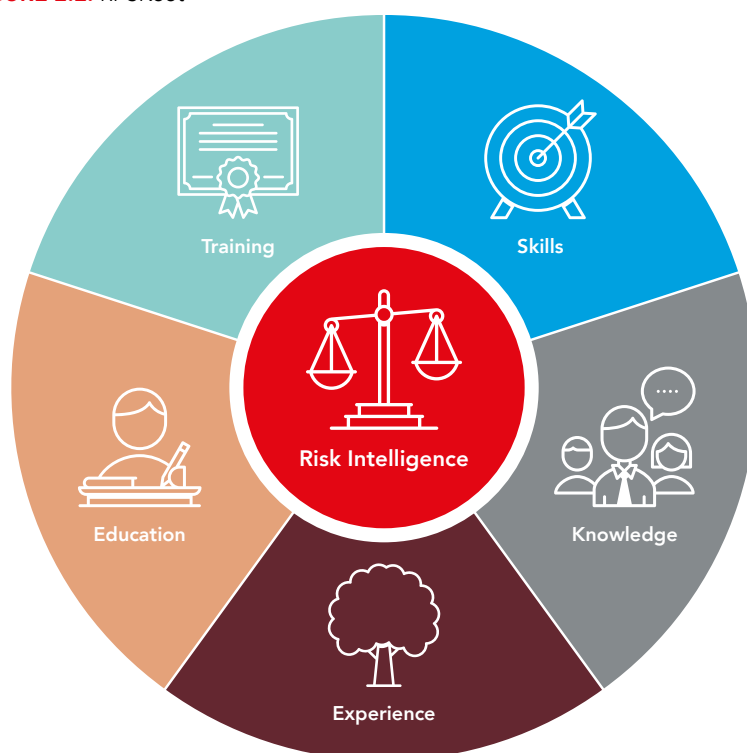 Training
Skills
Risk Intelligence
Education
Knowledge
Experience